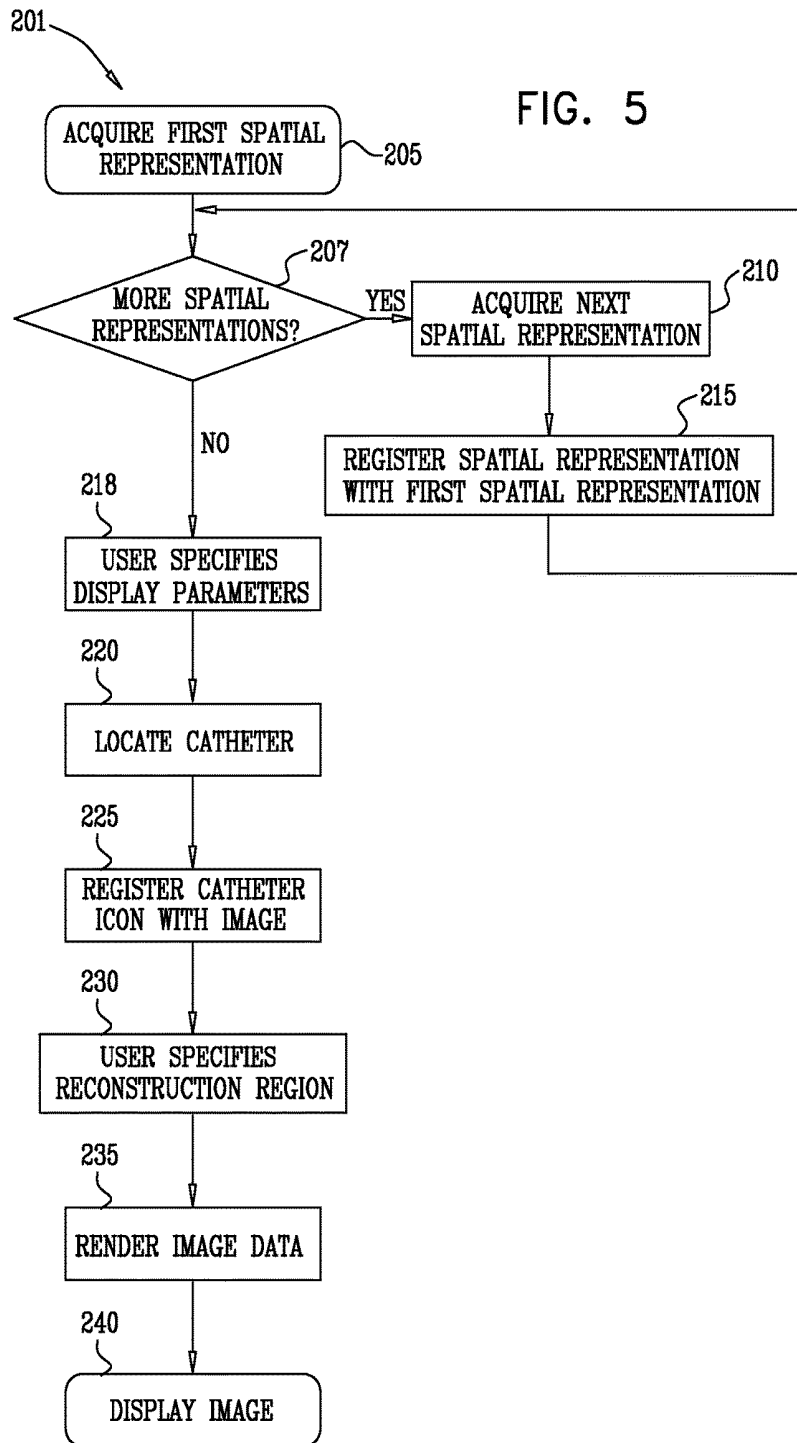 201
FIG. 5
ACQUIRE FIRST SPATIAL
REPRESENTATION
205
207
MORE SPATIAL
REPRESENTATIONS?
YES
210
ACQUIRE NEXT
SPATIAL REPRESENTATION
215
REGISTER SPATIAL REPRESENTATION
WITH FIRST SPATIAL REPRESENTATION
NO
218
USER SPECIFIES
DISPLAY PARAMETERS
220
LOCATE CATHETER
225
REGISTER CATHETER
ICON WITH IMAGE
230
USER SPECIFIES
RECONSTRUCTION REGION
235
RENDER IMAGE DATA
240
DISPLAY IMAGE